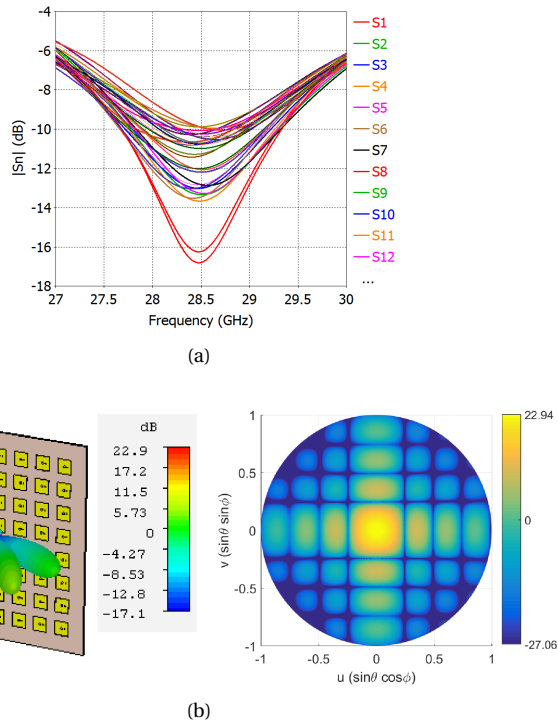 -4
-6
-8
-10
-12
-14
-16
-18
|Sn| (dB)
27 27.5 28 28.5 29 29.5 30
Frequency (GHz)
S1
S2
S3
S4
S5
S6
S7
S8
S9
S10
S11
S12
...
(a)
dB
22.9
17.2
11.5
5.73
0
-4.27
-8.53
-12.8
-17.1
1
0.5
0
-0.5
-1
v (sinθ sinϕ)
-1 -0.5 0 0.5 1
u (sinθ cosϕ)
22.94
0
-27.06
(b)